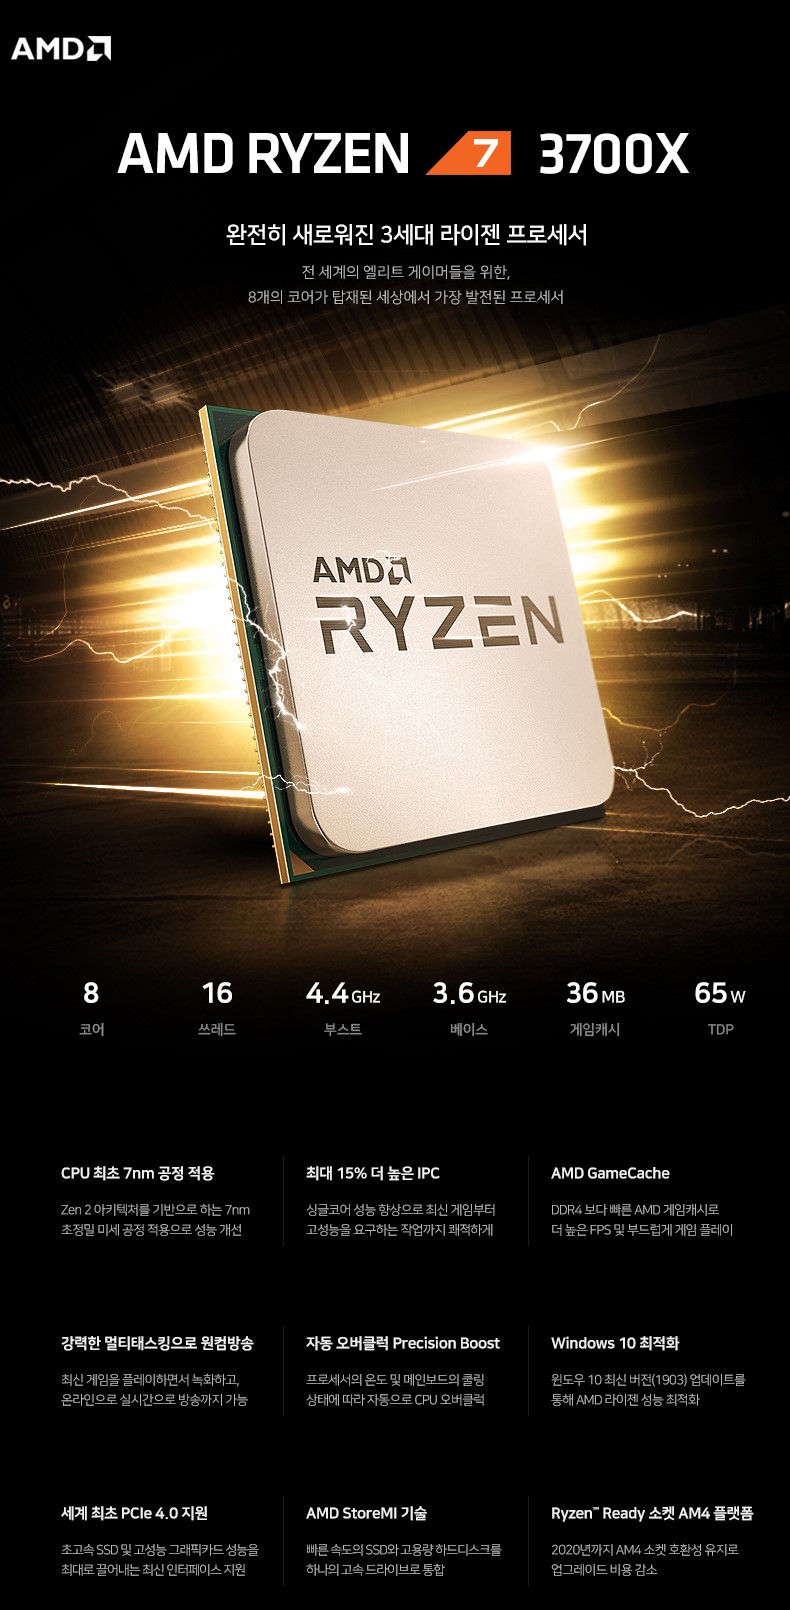 AMD
AMD RYZEN 7 3700X
완전히 새로워진 3세대 라이젠 프로세서
전 세계의 엘리트 게이머들을 위한,
8개의 코어가 탑재된 세상에서 가장 발전된 프로세서
AMD
RYZEN
8 16 4.4 GHz 3.6 GHz 36 MB 65 W
코어 쓰레드 부스트 베이스 게임캐시 TDP
CPU 최초 7nm 공정 적용
Zen 2 아키텍처를 기반으로 하는 7nm
초정밀 미세 공정 적용으로 성능 개선
최대 15% 더 높은 IPC
싱글코어 성능 향상으로 최신 게임부터
고성능을 요구하는 작업까지 쾌적하게
AMD GameCache
DDR4 보다 빠른 AMD 게임캐시로
더 높은 FPS 및 부드럽게 게임 플레이
강력한 멀티태스킹으로 원컴방송
최신 게임을 플레이하면서 녹화하고,
온라인으로 실시간으로 방송까지 가능
자동 오버클럭 Precision Boost
프로세서의 온도 및 메인보드의 쿨링
상태에 따라 자동으로 CPU 오버클럭
Windows 10 최적화
윈도우 10 최신 버전(1903) 업데이트를
통해 AMD 라이젠 성능 최적화
세계 최초 PCIe 4.0 지원
초고속 SSD 및 고성능 그래픽카드 성능을
최대로 끌어내는 최신 인터페이스 지원
AMD StoreMI 기술
빠른 속도의 SSD와 고용량 하드디스크를
하나의 고속 드라이브로 통합
Ryzen™ Ready 소켓 AM4 플랫폼
2020년까지 AM4 소켓 호환성 유지로
업그레이드 비용 감소